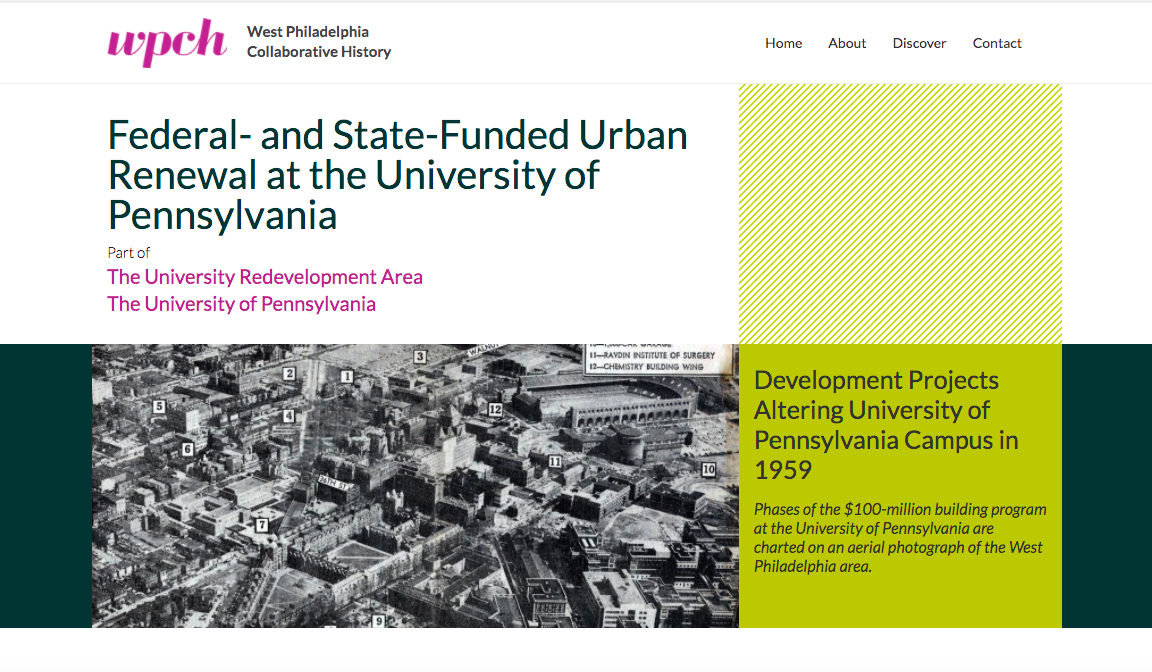 wpch
West Philadelphia
Collaborative History
Home
About
Discover
Contact
Federal- and State-Funded Urban
Renewal at the University of
Pennsylvania
Part of
The University Redevelopment Area
The University of Pennsylvania
3
WALNUT
11—RAVDIN INSTITUTE OF SURGERY
12—CHEMISTRY BUILDING WING
2
1
5
4
12
6
11
10
36TH ST.
7
9
Development Projects
Altering University of
Pennsylvania Campus in
1959
Phases of the $100-million building program
at the University of Pennsylvania are
charted on an aerial photograph of the West
Philadelphia area.